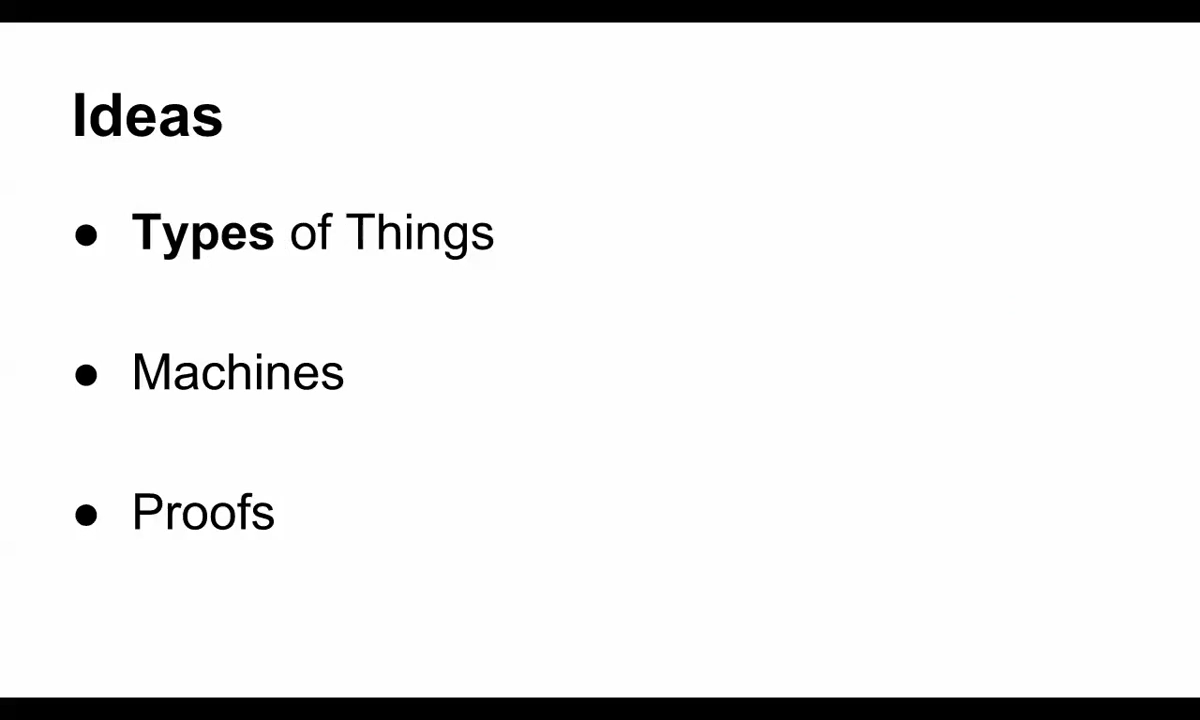 Ideas
● Types of Things
● Machines
● Proofs